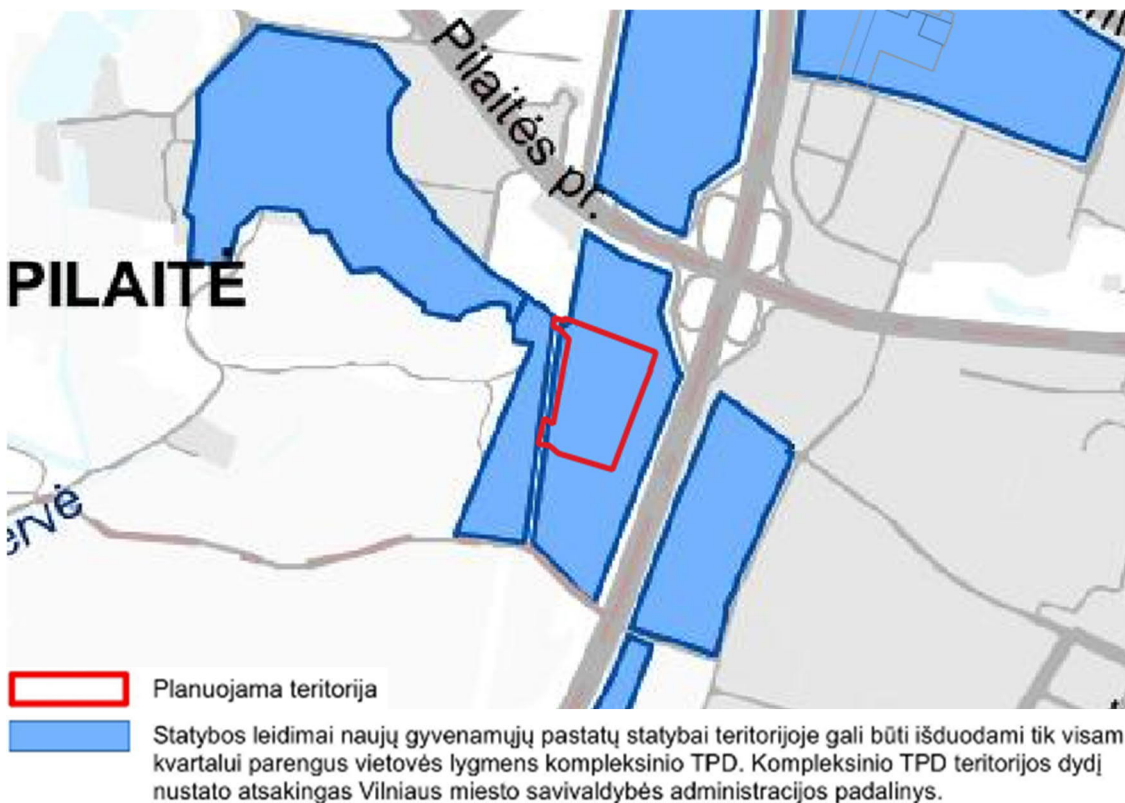 Pilaitės pr.
PILAITĖ
Planuojama teritorija
Statybos leidimai naujų gyvenamųjų pastatų statybai teritorijoje gali būti išduodami tik visam
kvartalui parengus vietovės lygmens kompleksinio TPD. Kompleksinio TPD teritorijos dydį
nustato atsakingas Vilniaus miesto savivaldybės administracijos padalinys.